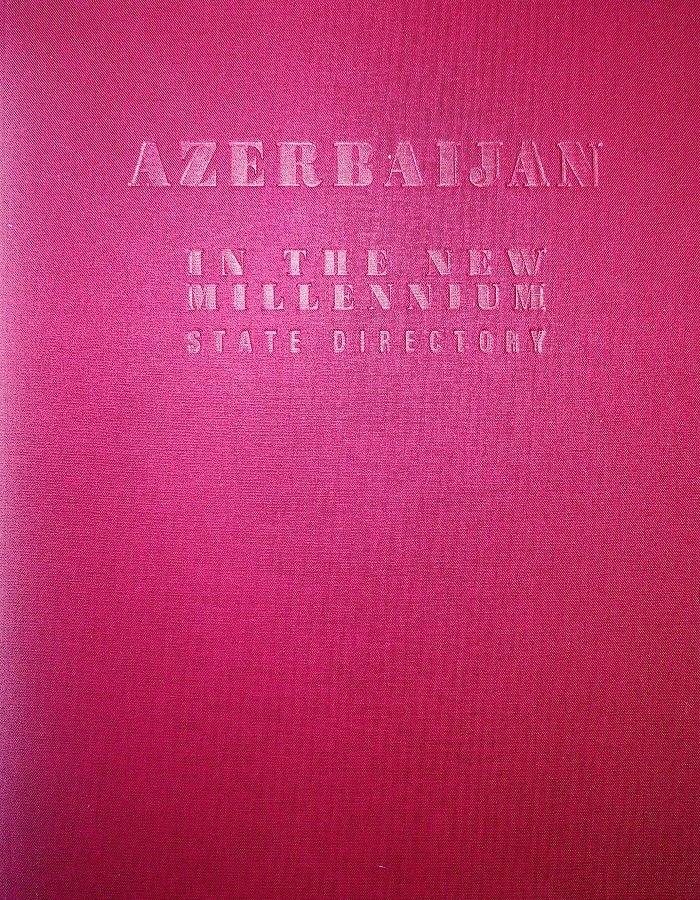 AZERBAIJAN
IN THE NEW
MILLENNIUM
STATE DIRECTORY